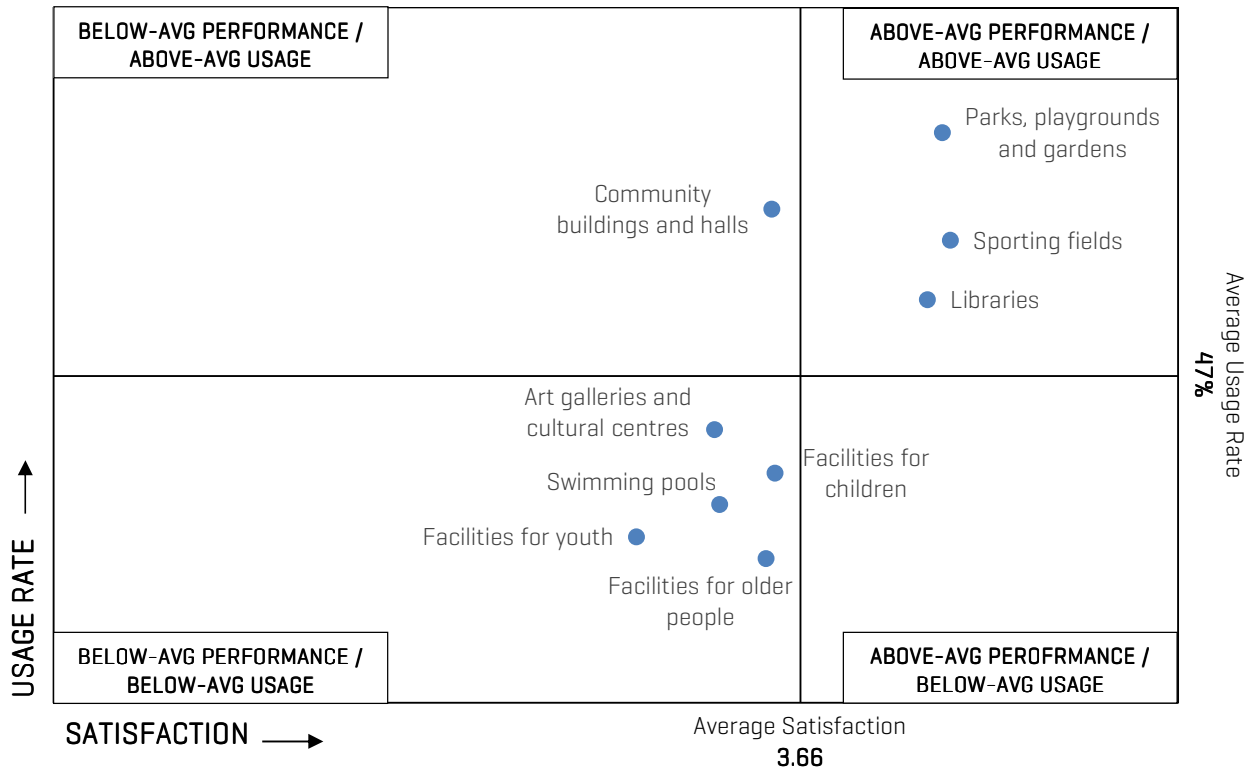 BELOW-AVG PERFORMANCE /
ABOVE-AVG USAGE
ABOVE-AVG PERFORMANCE /
ABOVE-AVG USAGE
Parks, playgrounds
and gardens
Community
buildings and halls
Sporting fields
Libraries
Average Usage Rate
47%
Art galleries and
cultural centres
Facilities for
children
Swimming pools
Facilities for youth
Facilities for older
people
USAGE RATE
BELOW-AVG PERFORMANCE /
BELOW-AVG USAGE
ABOVE-AVG PEROFRMANCE /
BELOW-AVG USAGE
SATISFACTION
Average Satisfaction
3.66